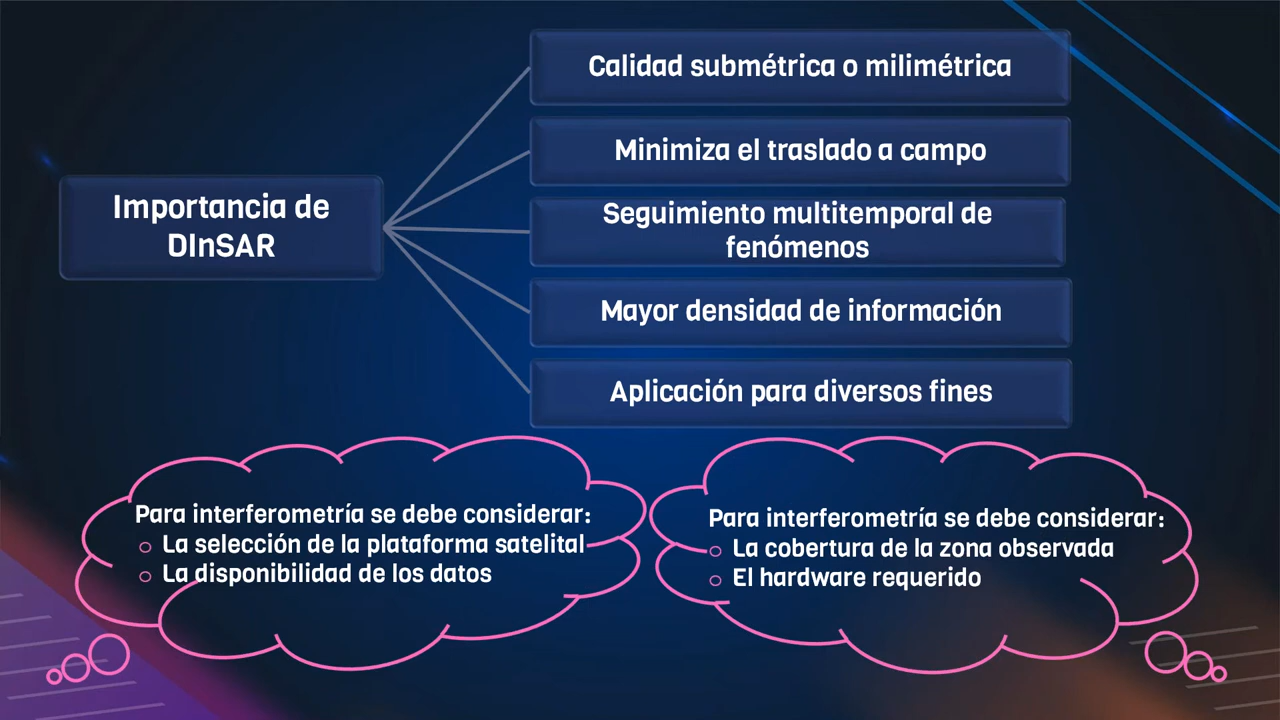 Importancia de
DInSAR
Calidad submétrica o milimétrica
Minimiza el traslado a campo
Seguimiento multitemporal de
fenómenos
Mayor densidad de información
Aplicación para diversos fines
Para interferometría se debe considerar:
o La selección de la plataforma satelital
o La disponibilidad de los datos
Para interferometría se debe considerar:
o La cobertura de la zona observada
o El hardware requerido